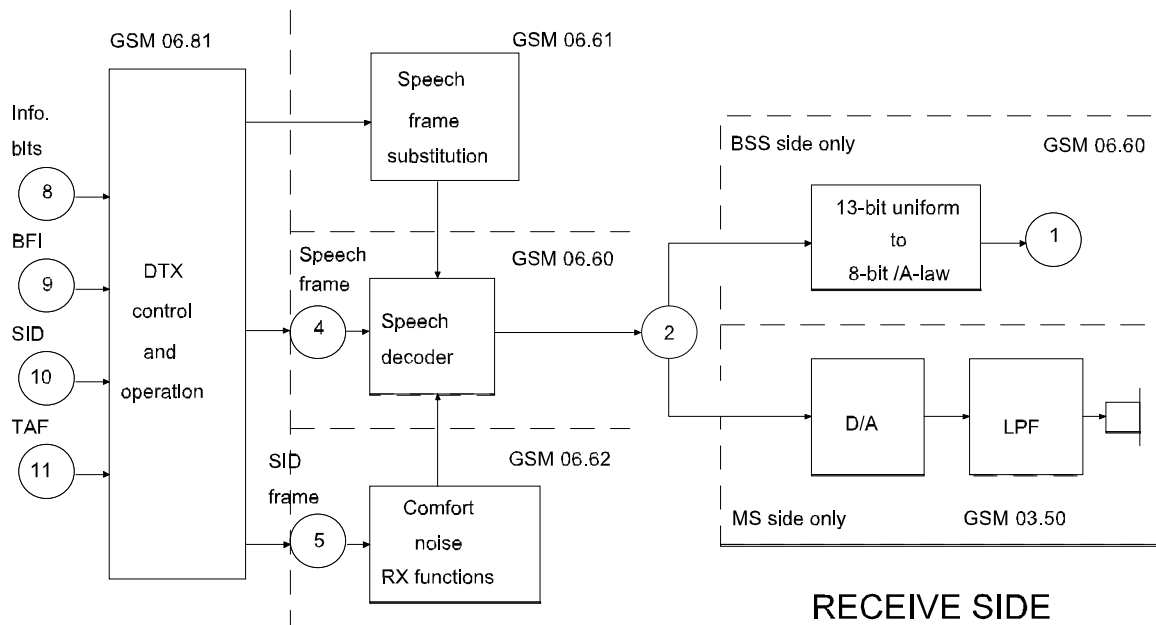 GSM 06.81
GSM 06.61
Info.
bits
8
BFI
9
SID
10
TAF
11
DTX
control
and
operation
Speech
frame
substitution
Speech
frame
GSM 06.60
4
Speech
decoder
SID
frame
GSM 06.62
5
Comfort
noise
RX functions
2
BSS side only
GSM 06.60
13-bit uniform
to
8-bit /A-law
1
D/A
LPF
MS side only
GSM 03.50
RECEIVE SIDE